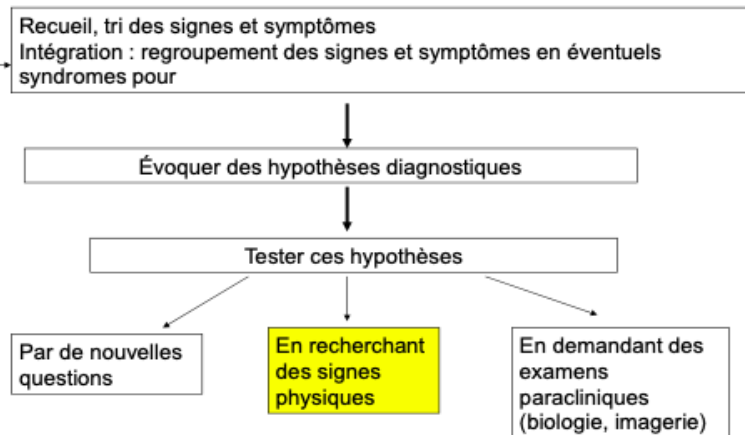 Recueil, tri des signes et symptômes
Intégration : regroupement des signes et symptômes en éventuels
syndromes pour
Évoquer des hypothèses diagnostiques
Tester ces hypothèses
Par de nouvelles
questions
En recherchant
des signes
physiques
En demandant des
examens
paracliniques
(biologie, imagerie)